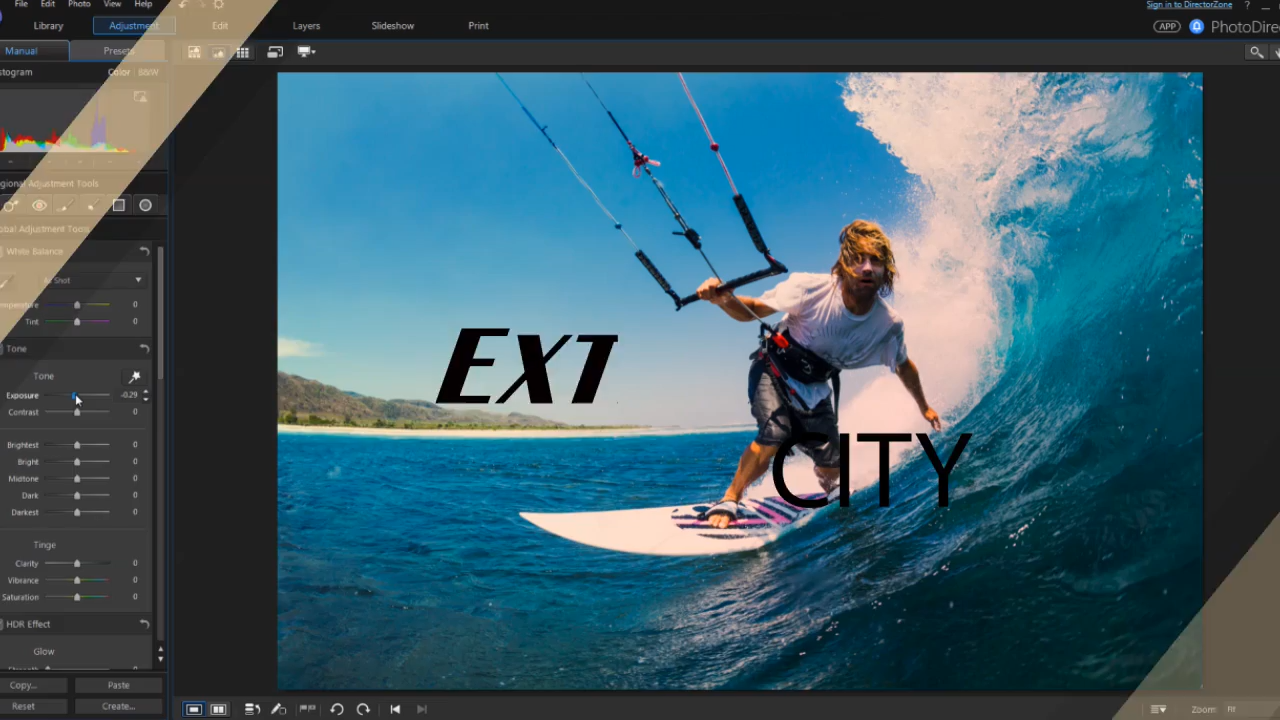 File Edit Photo View Help
Sign in to DirectorZone ?
Library Adjustment Edit Layers Slideshow Print
APP PhotoDire
Manual Presets
stogram Color B&W
gional Adjustment Tools
obal Adjustment Tools
White Balance
As Shot
mperature 0
Tint 0
Tone
Tone
Exposure -0.29
Contrast 0
Brightest 0
Bright 0
Midtone 0
Dark 0
Darkest 0
Tinge
Clarity 0
Vibrance 0
Saturation 0
HDR Effect
Glow
Strength
EXT
CITY
Copy... Paste
Reset Create...
Zoom: Fit